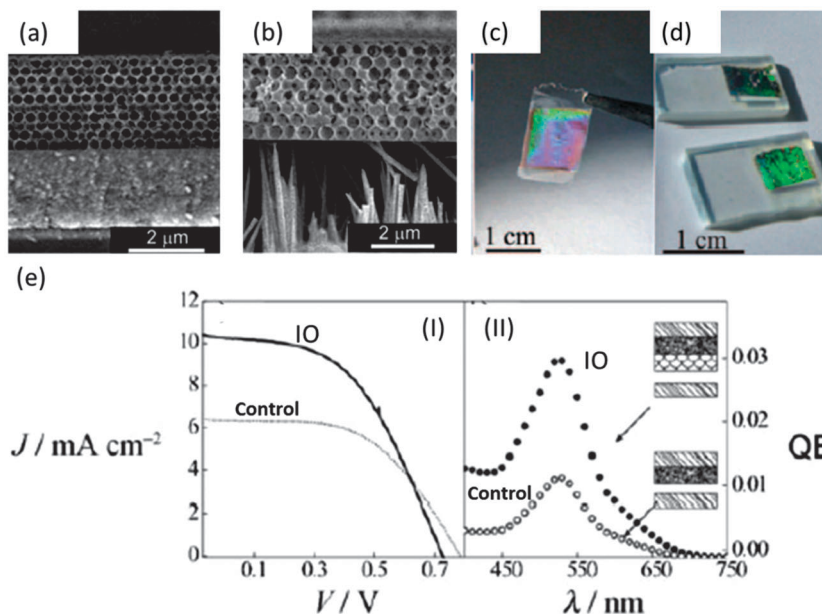 (a)
(b)
(c)
(d)
2 μm
2 μm
1 cm
1 cm
(e)
12
10
8
6
4
2
0
J / mA cm⁻²
IO
Control
(I)
0.1
0.3
0.5
0.7
V / V
(II)
IO
Control
0.03
0.02
0.01
0.00
QE
450
550
650
750
λ / nm